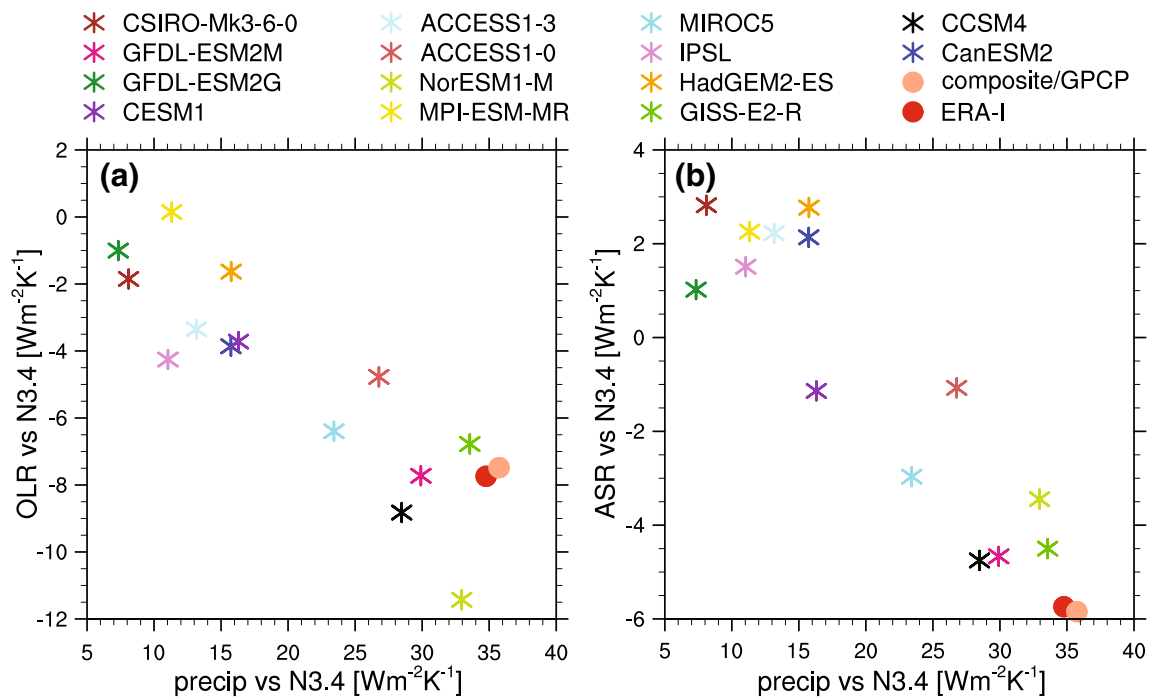 CSIRO-Mk3-6-0 ACCESS1-3 MIROC5 CCSM4
GFDL-ESM2M ACCESS1-0 IPSL CanESM2
GFDL-ESM2G NorESM1-M HadGEM2-ES composite/GPCP
CESM1 MPI-ESM-MR GISS-E2-R ERA-I
(a)
OLR vs N3.4 [Wm⁻²K⁻¹]
2
0
-2
-4
-6
-8
-10
-12
5 10 15 20 25 30 35 40
precip vs N3.4 [Wm⁻²K⁻¹]
(b)
ASR vs N3.4 [Wm⁻²K⁻¹]
4
2
0
-2
-4
-6
5 10 15 20 25 30 35 40
precip vs N3.4 [Wm⁻²K⁻¹]